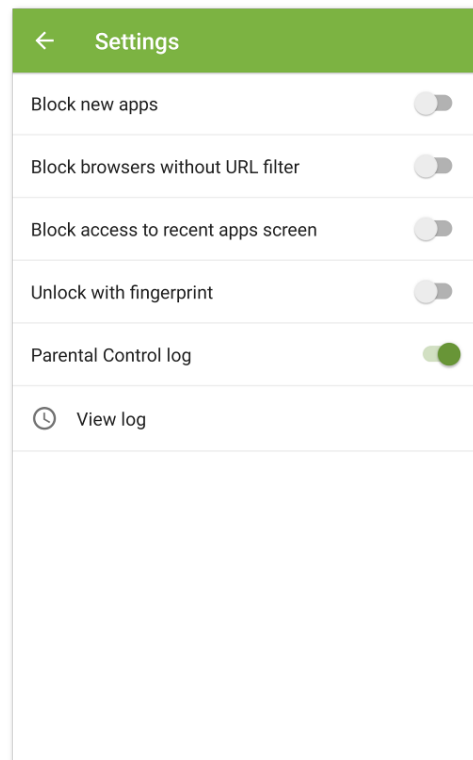 Settings
Block new apps
Block browsers without URL filter
Block access to recent apps screen
Unlock with fingerprint
Parental Control log
View log